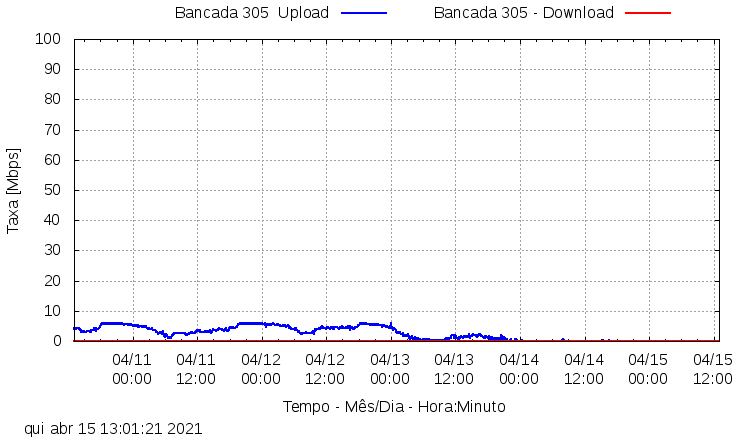 Bancada 305  Upload
Bancada 305 - Download
100
90
80
70
60
50
40
30
20
10
0
Taxa [Mbps]
04/11 04/11 04/12 04/12 04/13 04/13 04/14 04/14 04/15 04/15
00:00 12:00 00:00 12:00 00:00 12:00 00:00 12:00 00:00 12:00
Tempo - Mês/Dia - Hora:Minuto
qui abr 15 13:01:21 2021